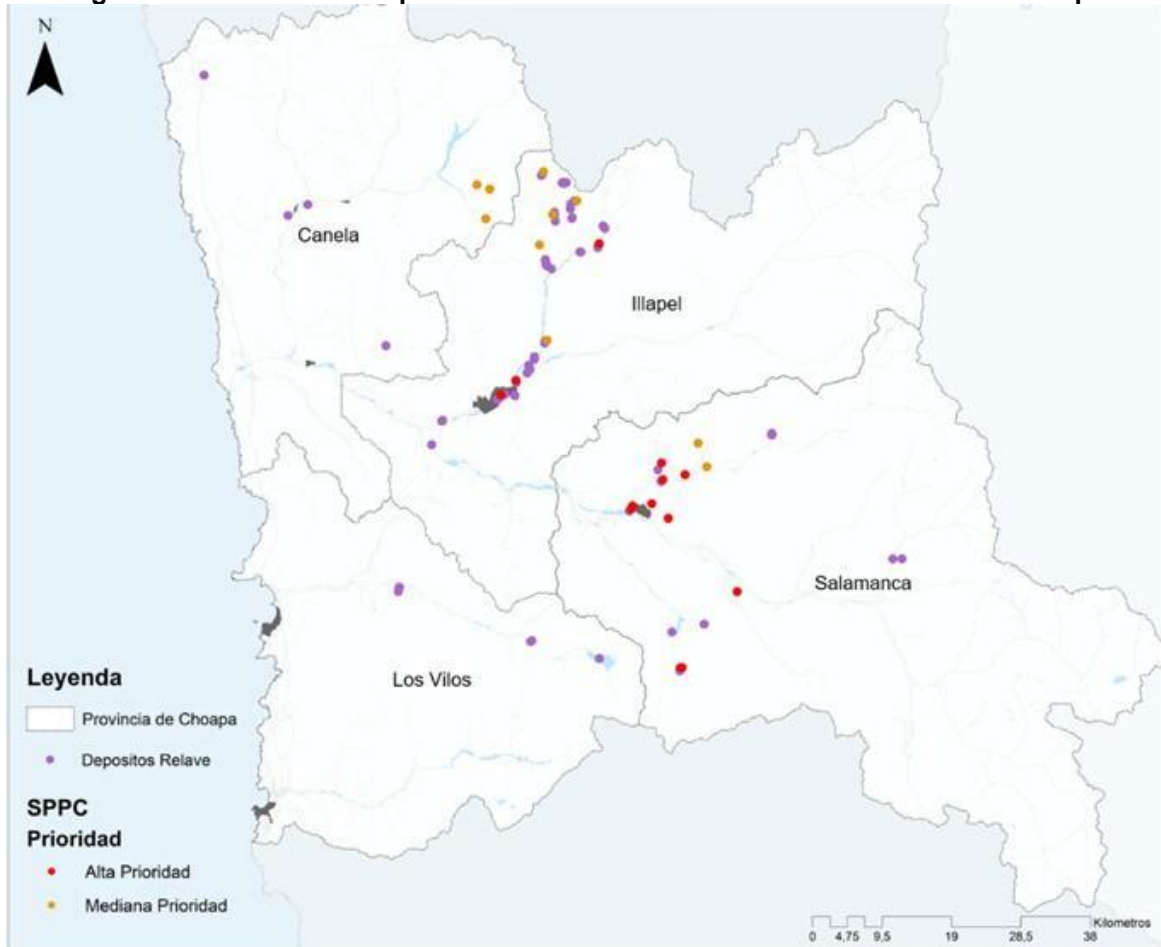 N
Canela
Illapel
Salamanca
Los Vilos
Leyenda
Provincia de Choapa
Depositos Relave
SPPC
Prioridad
Alta Prioridad
Mediana Prioridad
Kilometros
0 4,75 9,5 19 28,5 38